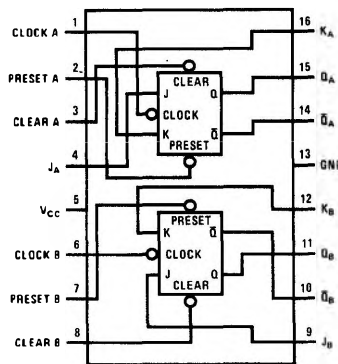 1
CLOCK A
2
PRESET A
3
CLEAR A
4
JA
5
VCC
6
CLOCK B
7
PRESET B
8
CLEAR B
CLEAR
J Q
CLOCK
K Q̅
PRESET
PRESET
K Q̅
CLOCK
J Q
CLEAR
16
KA
15
QA
14
Q̅A
13
GN
12
KB
11
QB
10
Q̅B
9
JB